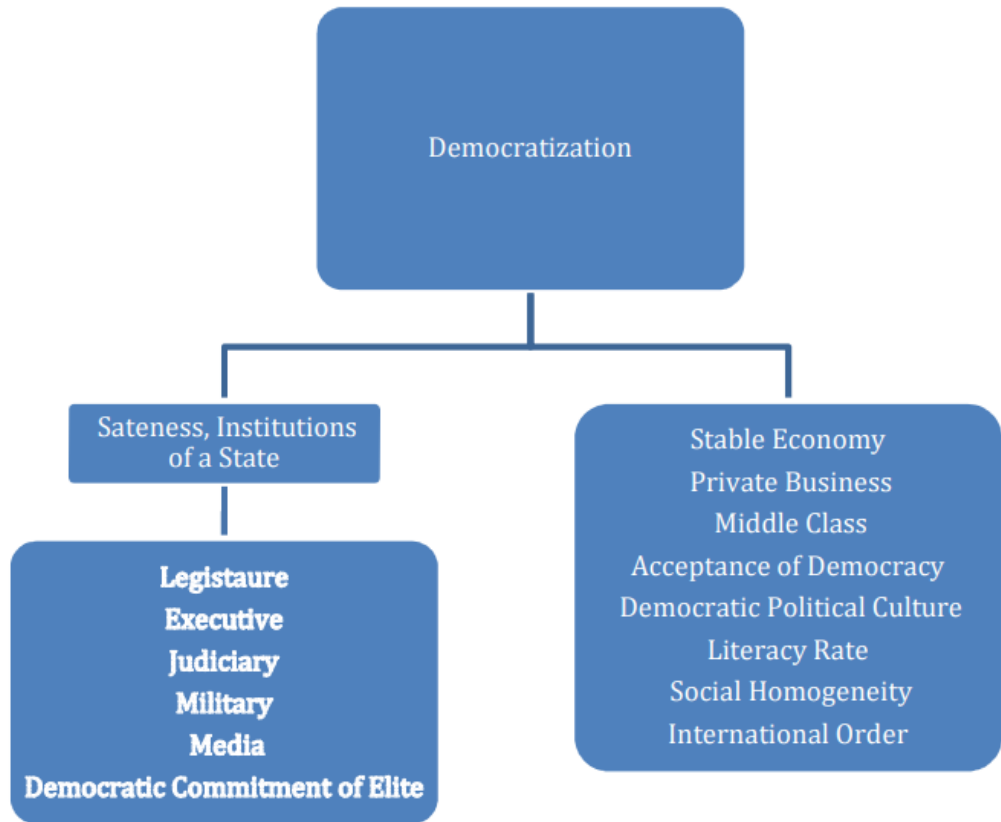 Democratization
Sateness, Institutions
of a State
Legistaure
Executive
Judiciary
Military
Media
Democratic Commitment of Elite
Stable Economy
Private Business
Middle Class
Acceptance of Democracy
Democratic Political Culture
Literacy Rate
Social Homogeneity
International Order